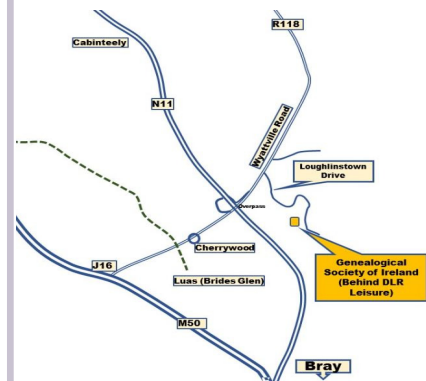 R118
Cabinteely
N11
Wyattville Road
Loughlinstown
Drive
Overpass
Cherrywood
Genealogical
Society of Ireland
(Behind DLR
Leisure)
J16
Luas (Brides Glen)
M50
Bray